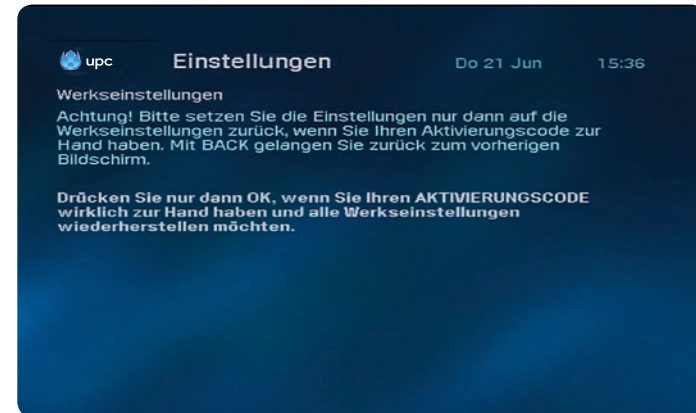 upc Einstellungen Do 21 Jun 15:36
Werkseinstellungen
Achtung! Bitte setzen Sie die Einstellungen nur dann auf die
Werkseinstellungen zurück, wenn Sie Ihren Aktivierungscode zur
Hand haben. Mit BACK gelangen Sie zurück zum vorherigen
Bildschirm.
Drücken Sie nur dann OK, wenn Sie Ihren AKTIVIERUNGSCODE
wirklich zur Hand haben und alle Werkseinstellungen
wiederherstellen möchten.